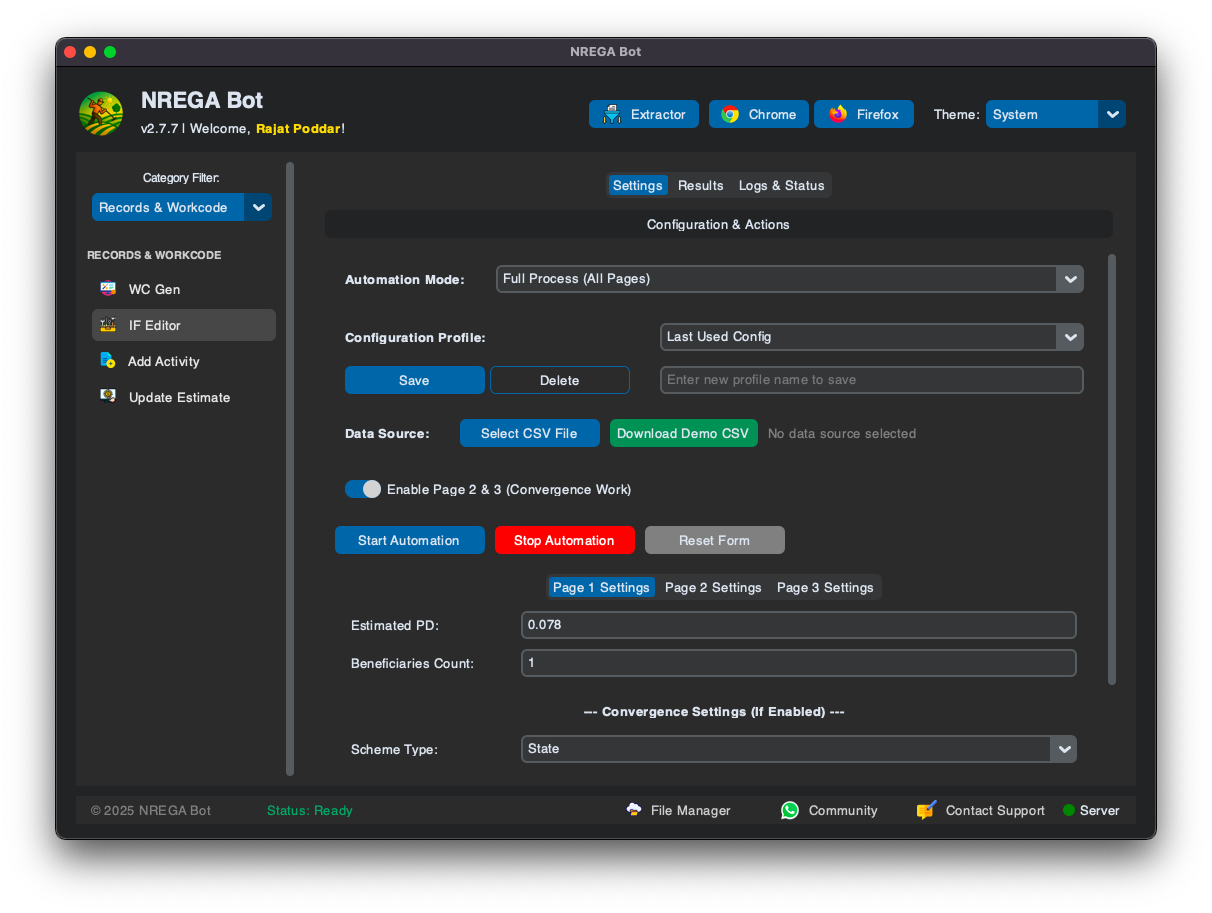 NREGA Bot
NREGA Bot
v2.7.7 | Welcome, Rajat Poddar!
Extractor
Chrome
Firefox
Theme:
System
Category Filter:
Records & Workcode
RECORDS & WORKCODE
WC Gen
IF Editor
Add Activity
Update Estimate
Settings
Results
Logs & Status
Configuration & Actions
Automation Mode:
Full Process (All Pages)
Configuration Profile:
Last Used Config
Save
Delete
Enter new profile name to save
Data Source:
Select CSV File
Download Demo CSV
No data source selected
Enable Page 2 & 3 (Convergence Work)
Start Automation
Stop Automation
Reset Form
Page 1 Settings
Page 2 Settings
Page 3 Settings
Estimated PD:
0.078
Beneficiaries Count:
1
--- Convergence Settings (If Enabled) ---
Scheme Type:
State
© 2025 NREGA Bot
Status: Ready
File Manager
Community
Contact Support
Server